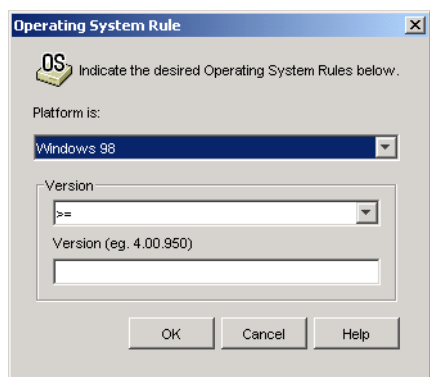 Operating System Rule
OS
Indicate the desired Operating System Rules below.
Platform is:
Windows 98
Version
>=
Version (eg. 4.00.950)
OK Cancel Help